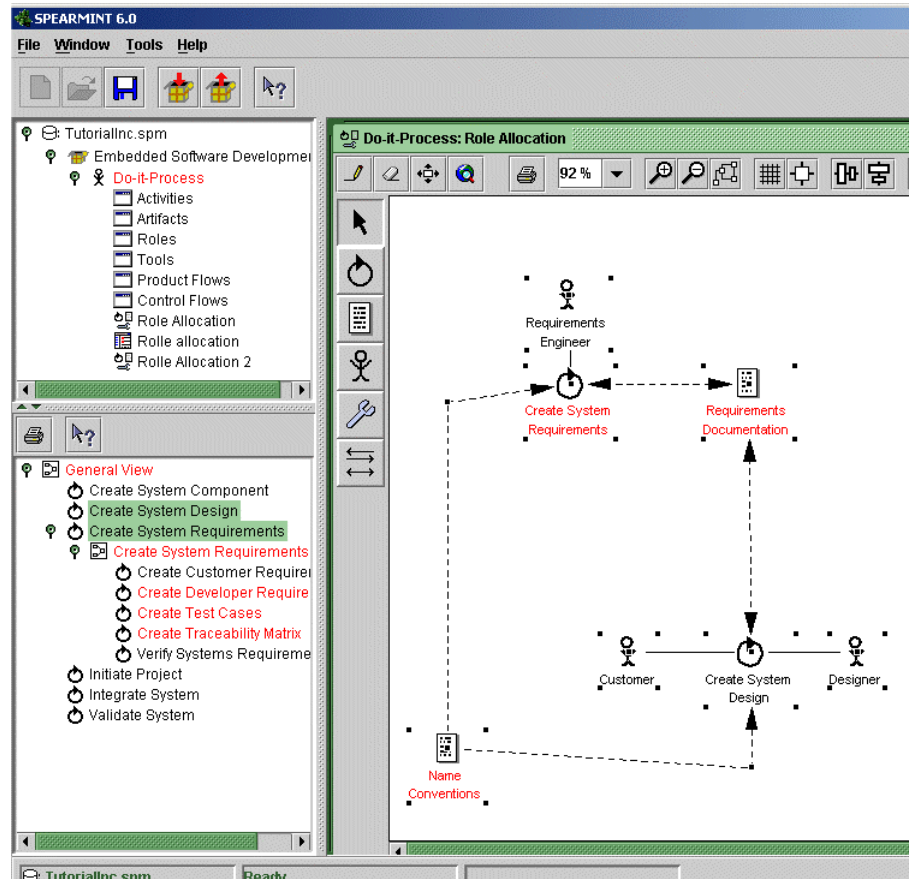 SPEARMINT 6.0
File Window Tools Help
TutorialInc.spm
Embedded Software Developmen
Do-it-Process
Activities
Artifacts
Roles
Tools
Product Flows
Control Flows
Role Allocation
Rolle allocation
Rolle Allocation 2
General View
Create System Component
Create System Design
Create System Requirements
Create System Requirements
Create Customer Requirer
Create Developer Require
Create Test Cases
Create Traceability Matrix
Verify Systems Requireme
Initiate Project
Integrate System
Validate System
Do-it-Process: Role Allocation
92 %
Requirements
Engineer
Create System
Requirements
Requirements
Documentation
Customer
Create System
Design
Designer
Name
Conventions
TutorialInc.spm
Ready